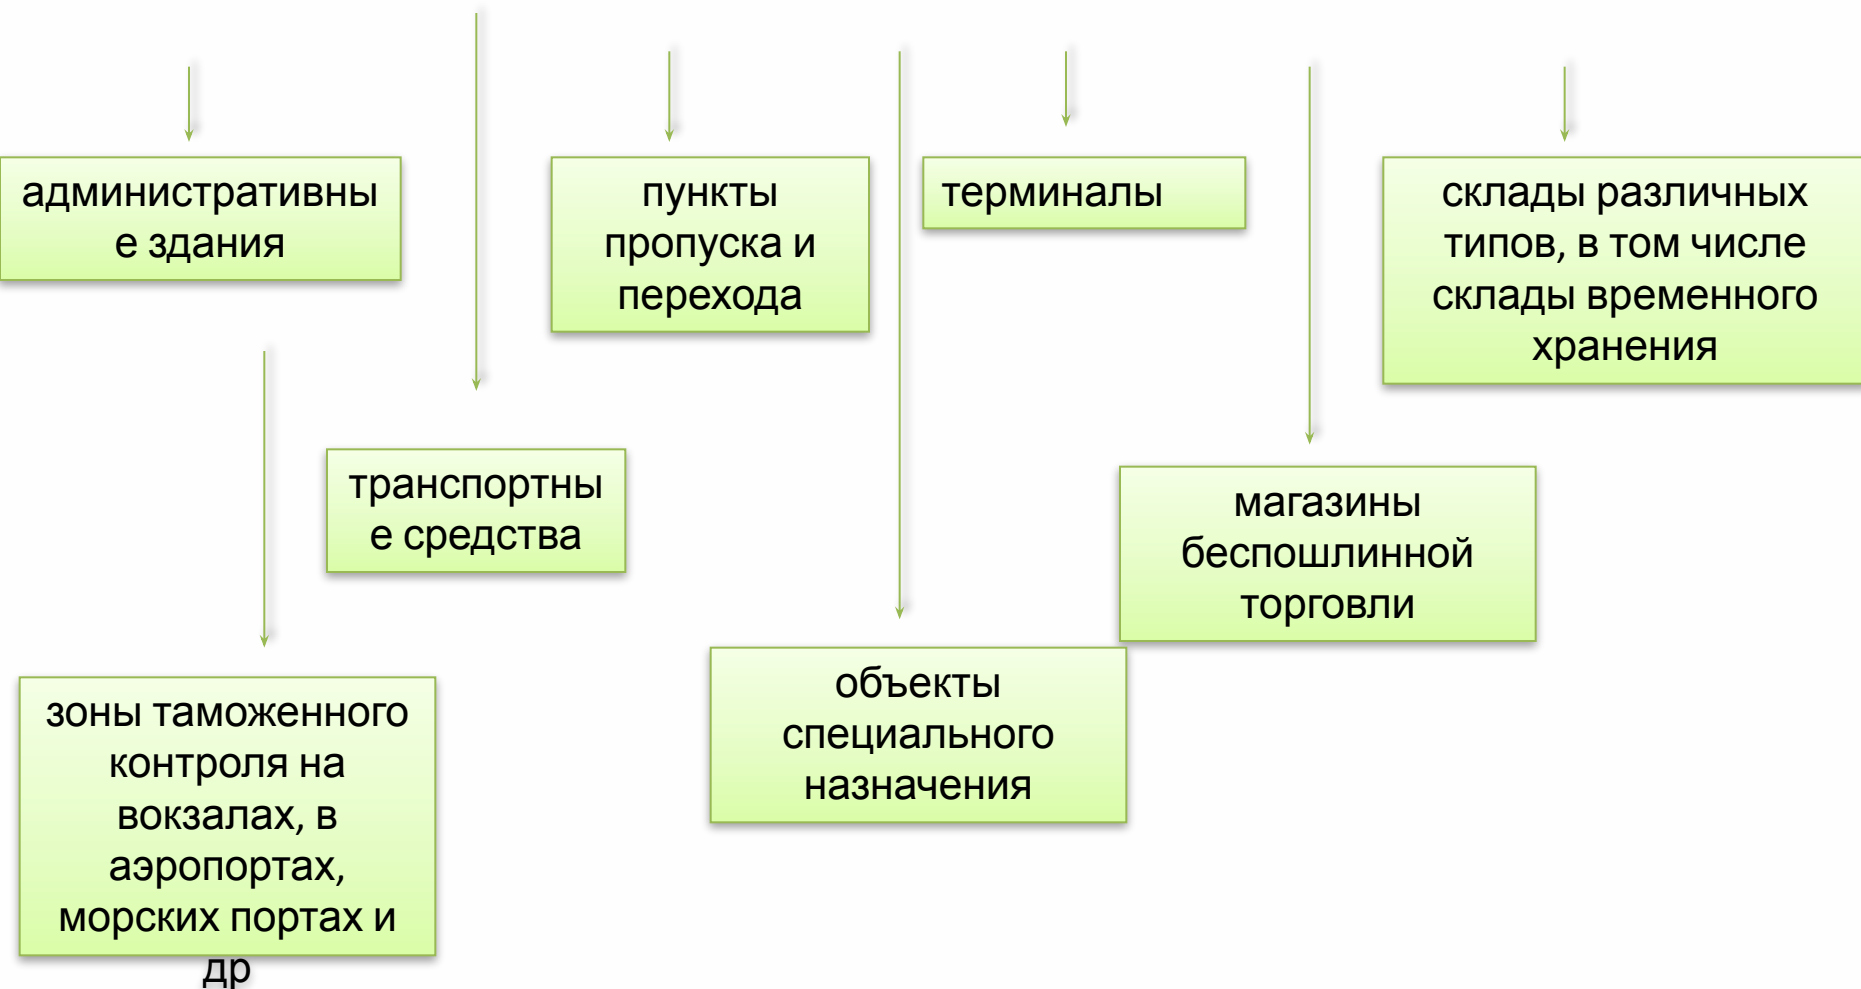 административны
е здания
пункты
пропуска и
перехода
терминалы
склады различных
типов, в том числе
склады временного
хранения
транспортны
е средства
магазины
беспошлинной
торговли
объекты
специального
назначения
зоны таможенного
контроля на
вокзалах, в
аэропортах,
морских портах и
др